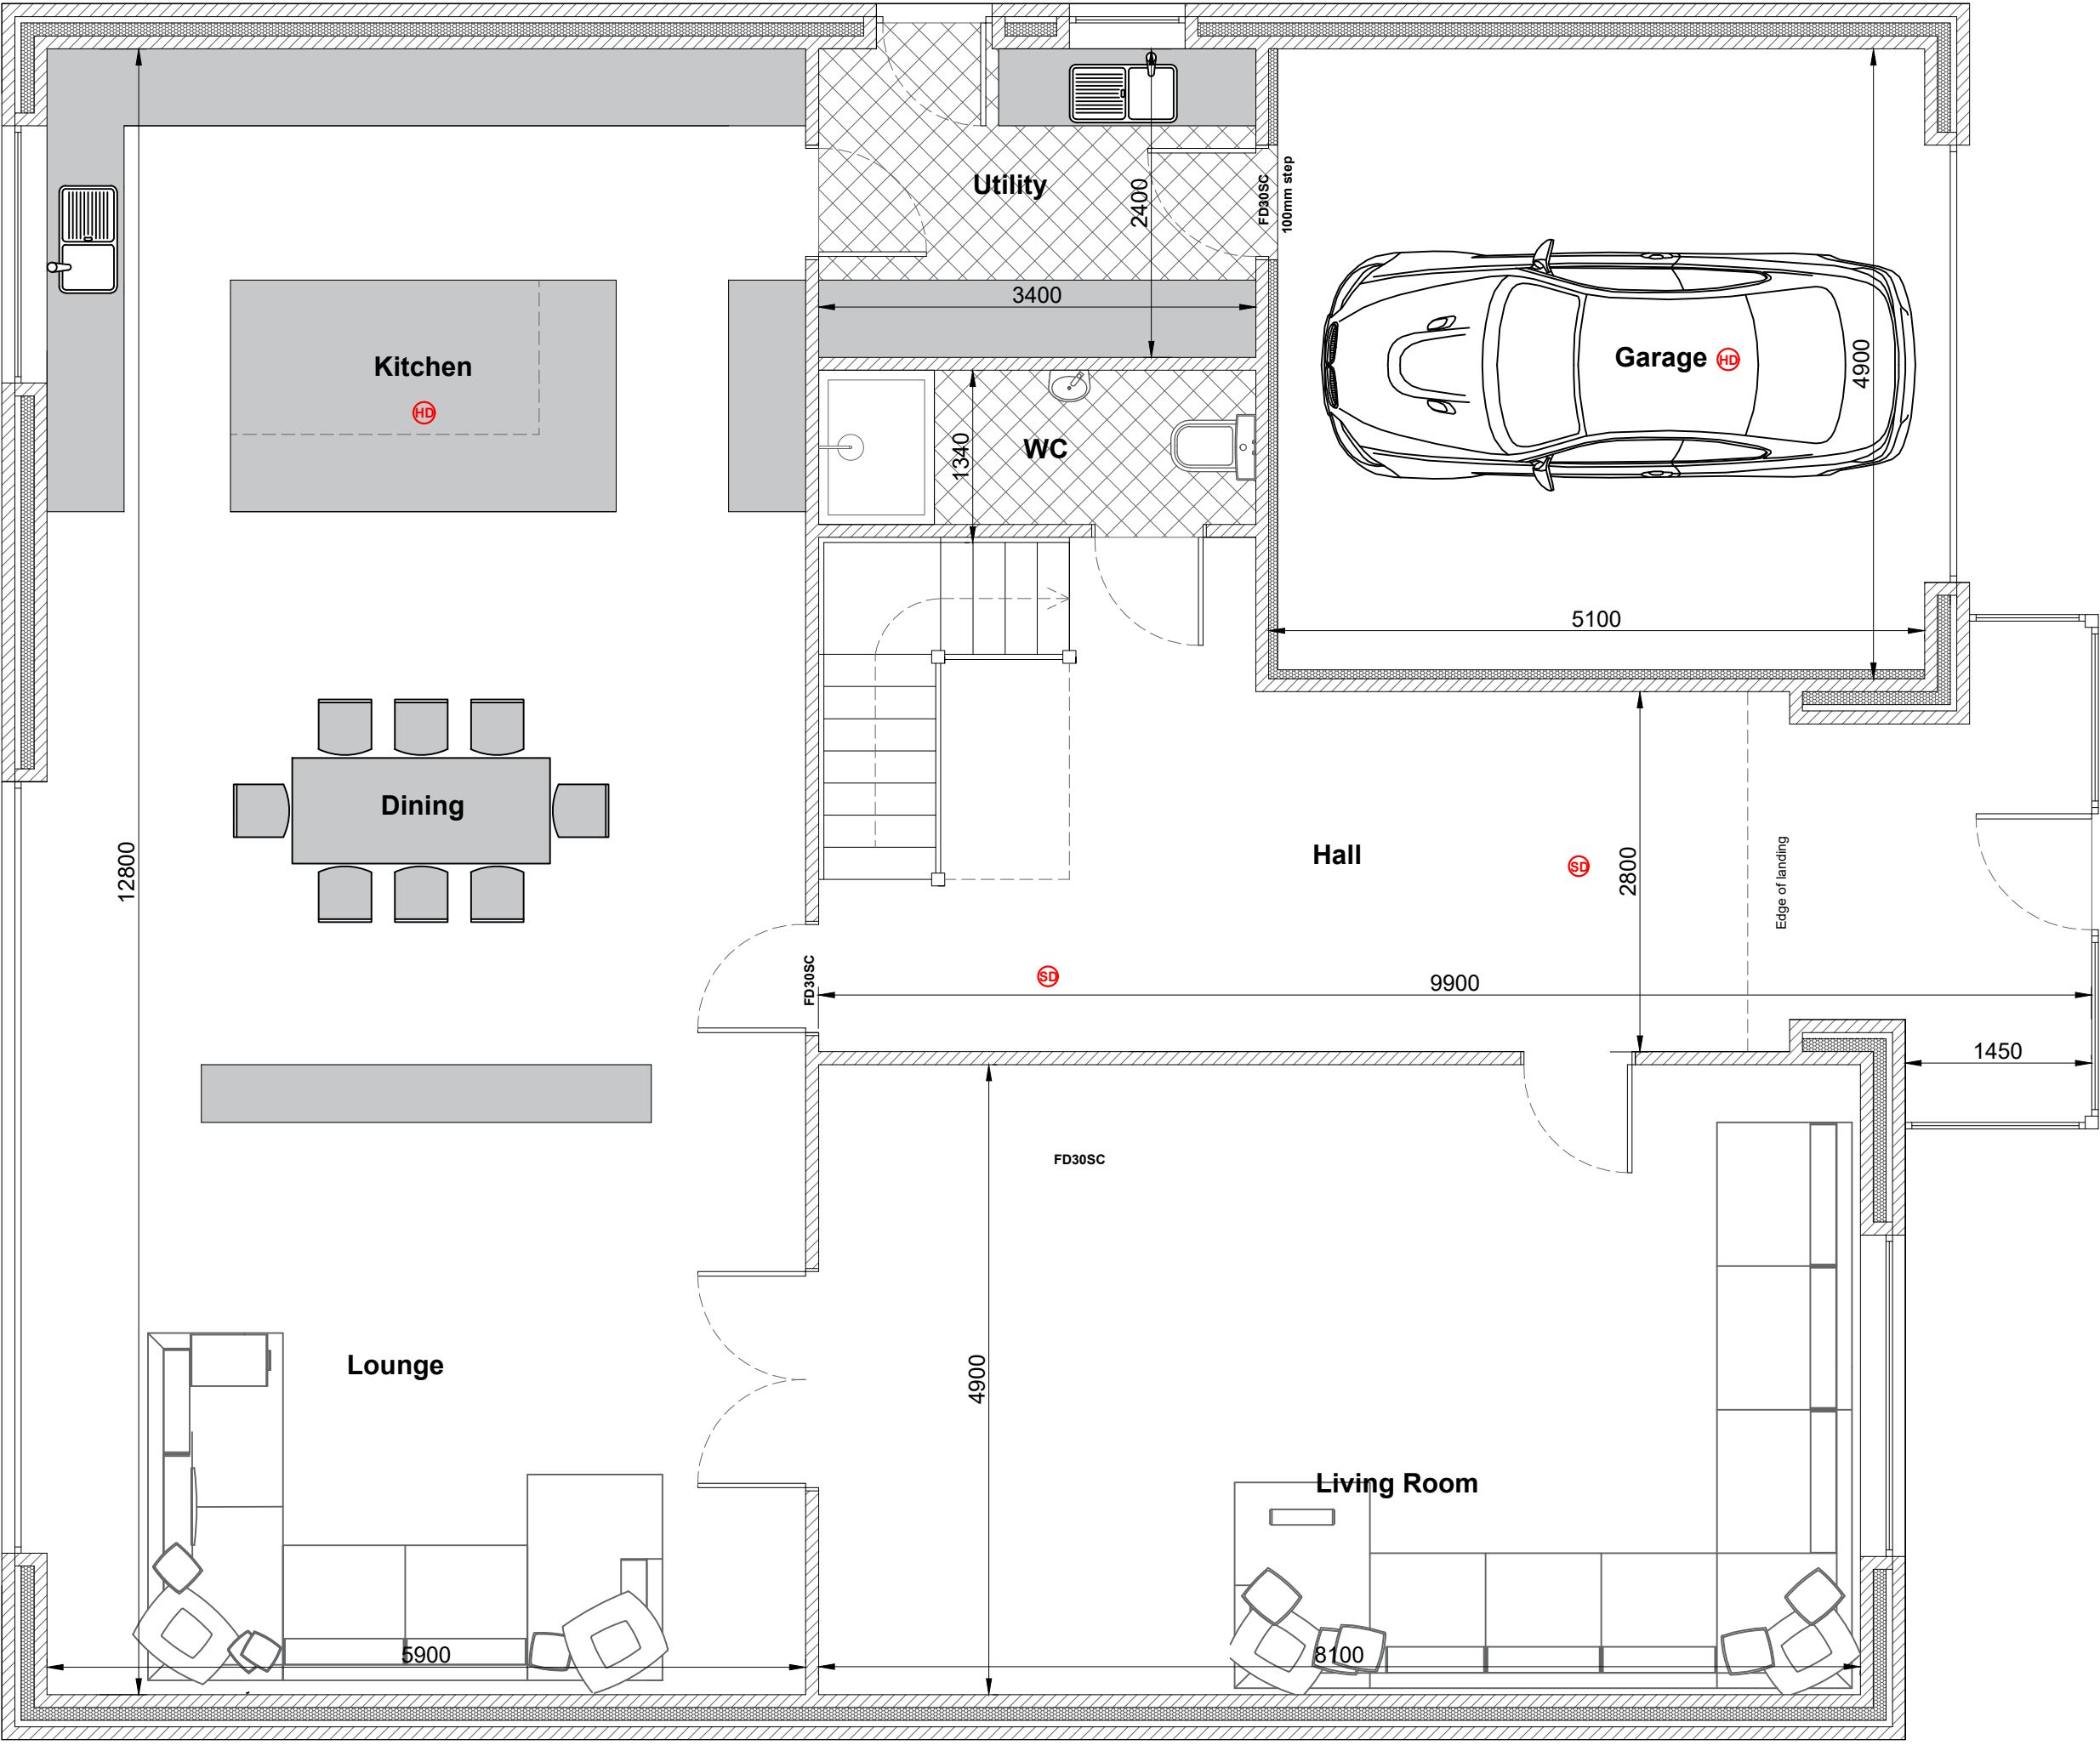 Utility
2400
FD30SC
100mm step
3400
Kitchen
HD
Garage
HD
4900
WC
1340
5100
Dining
12800
Hall
SD
2800
Edge of landing
SD
FD30SC
9900
1450
FD30SC
Lounge
4900
Living Room
5900
8100